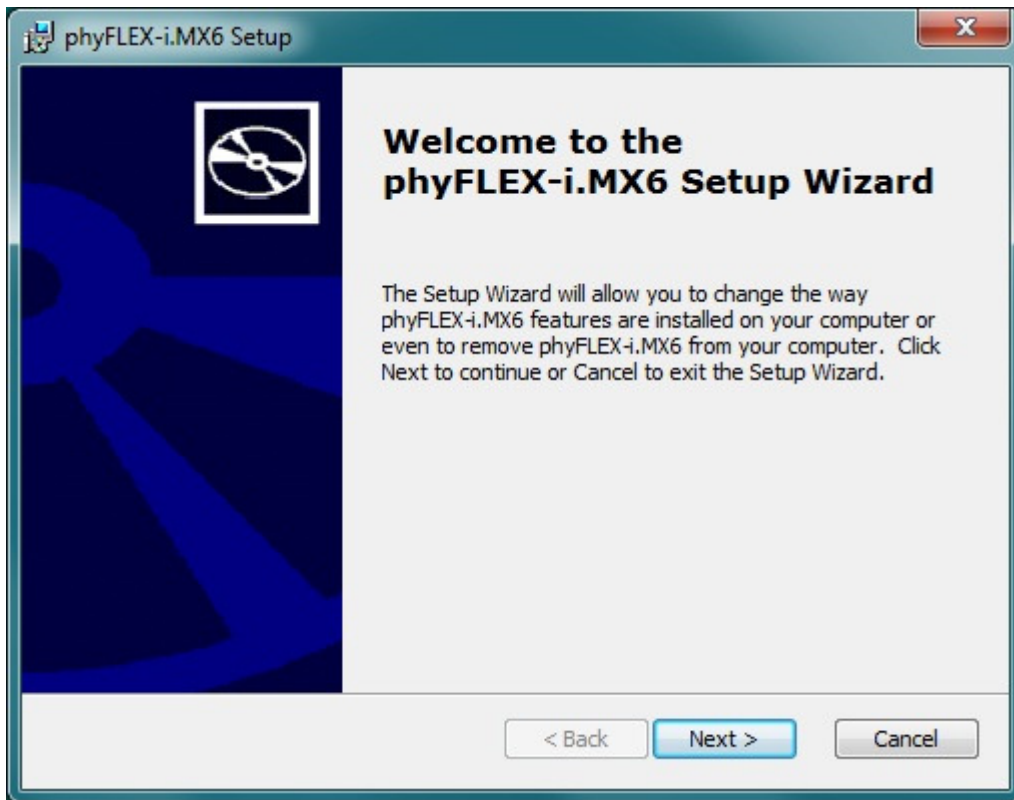 phyFLEX-i.MX6 Setup
Welcome to the
phyFLEX-i.MX6 Setup Wizard
The Setup Wizard will allow you to change the way
phyFLEX-i.MX6 features are installed on your computer or
even to remove phyFLEX-i.MX6 from your computer.  Click
Next to continue or Cancel to exit the Setup Wizard.
< Back
Next >
Cancel